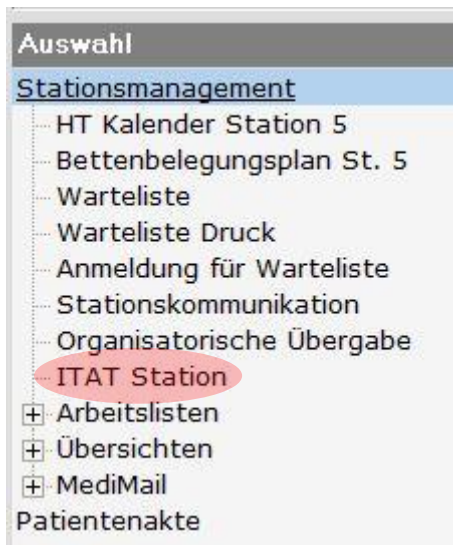 Auswahl
Stationsmanagement
HT Kalender Station 5
Bettenbelegungsplan St. 5
Warteliste
Warteliste Druck
Anmeldung für Warteliste
Stationskommunikation
Organisatorische Übergabe
ITAT Station
Arbeitslisten
Übersichten
MediMail
Patientenakte